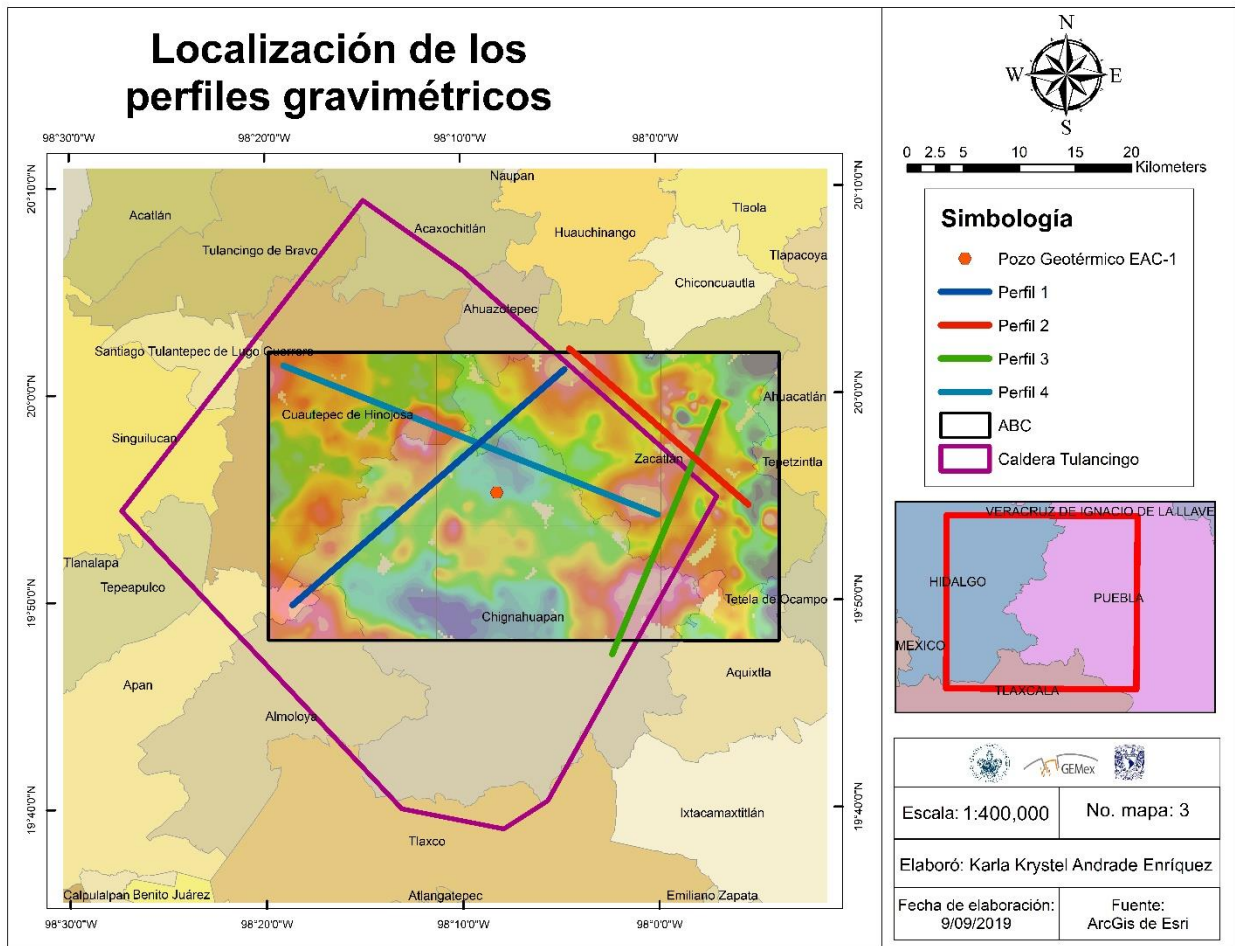 Localización de los
perfiles gravimétricos
98°30'0"W
98°20'0"W
98°10'0"W
98°0'0"W
20°10'0"N
20°0'0"N
19°50'0"N
19°40'0"N
20°10'0"N
20°0'0"N
19°50'0"N
19°40'0"N
Naupan
Acatlán
Acaxochitlán
Tlaola
Huauchinango
Tulancingo de Bravo
Tlapacoya
Chiconcuautla
Ahuazotepec
Santiago Tulantepec de Lugo Guerrero
Ahuacatlán
Cuautepec de Hinojosa
Singuilucan
Zacatlán
Tepetzintla
Tlanalapa
Tepeapulco
Tetela de Ocampo
Chignahuapan
Aquixtla
Apan
Almoloya
Ixtacamaxtitlán
Tlaxco
Calpulalpan
Benito Juárez
Atlangatepec
Emiliano Zapata
98°30'0"W
98°20'0"W
98°10'0"W
98°0'0"W
N
W
E
S
0 2.5 5 10 15 20
Kilometers
Simbología
Pozo Geotérmico EAC-1
Perfil 1
Perfil 2
Perfil 3
Perfil 4
ABC
Caldera Tulancingo
VERACRUZ DE IGNACIO DE LA LLAVE
HIDALGO
PUEBLA
MEXICO
TLAXCALA
GEMex
Escala: 1:400,000
No. mapa: 3
Elaboró: Karla Krystel Andrade Enríquez
Fecha de elaboración:
9/09/2019
Fuente:
ArcGis de Esri